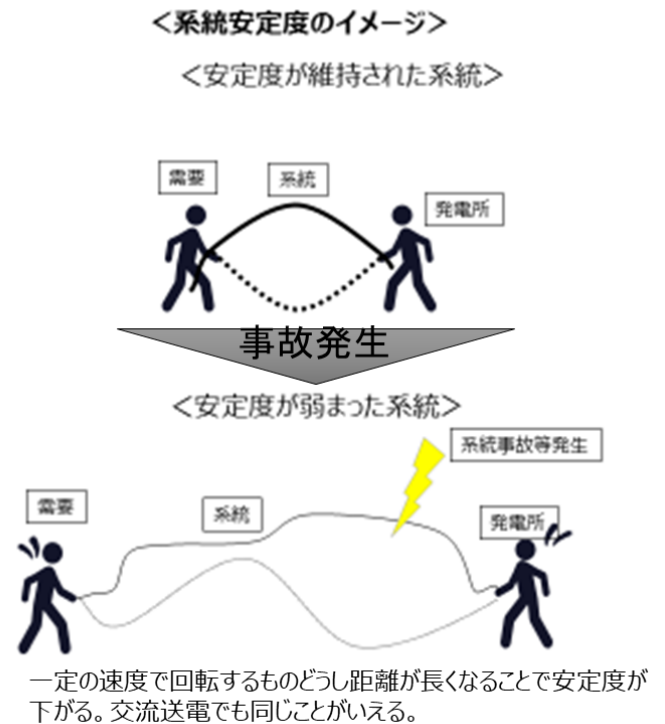 ＜系統安定度のイメージ＞
＜安定度が維持された系統＞
需要
系統
発電所
事故発生
＜安定度が弱まった系統＞
系統事故等発生
需要
系統
発電所
一定の速度で回転するものどうし距離が長くなることで安定度が
下がる。交流送電でも同じことがいえる。